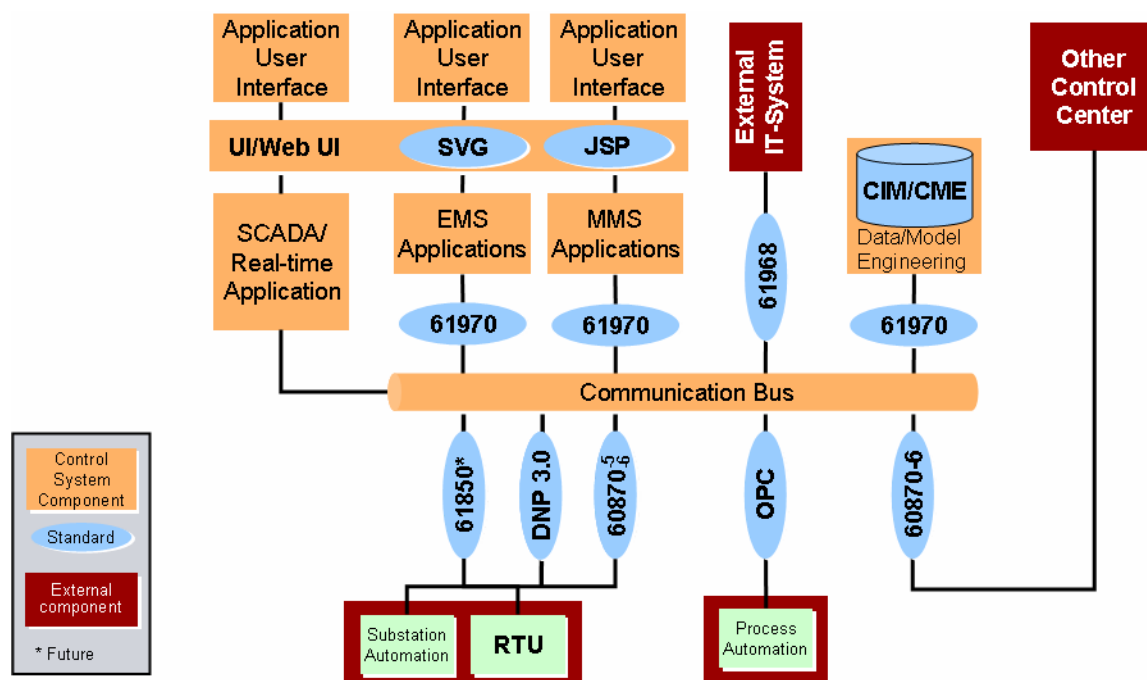 Application
User
Interface
Application
User
Interface
Application
User
Interface
External
IT-System
Other
Control
Center
UI/Web UI
SVG
JSP
CIM/CME
Data/Model
Engineering
SCADA/
Real-time
Application
EMS
Applications
MMS
Applications
61968
61970
61970
61970
Communication Bus
61850*
DNP 3.0
60870-5
-6
OPC
60870-6
Control
System
Component
Standard
External
component
* Future
Substation
Automation
RTU
Process
Automation